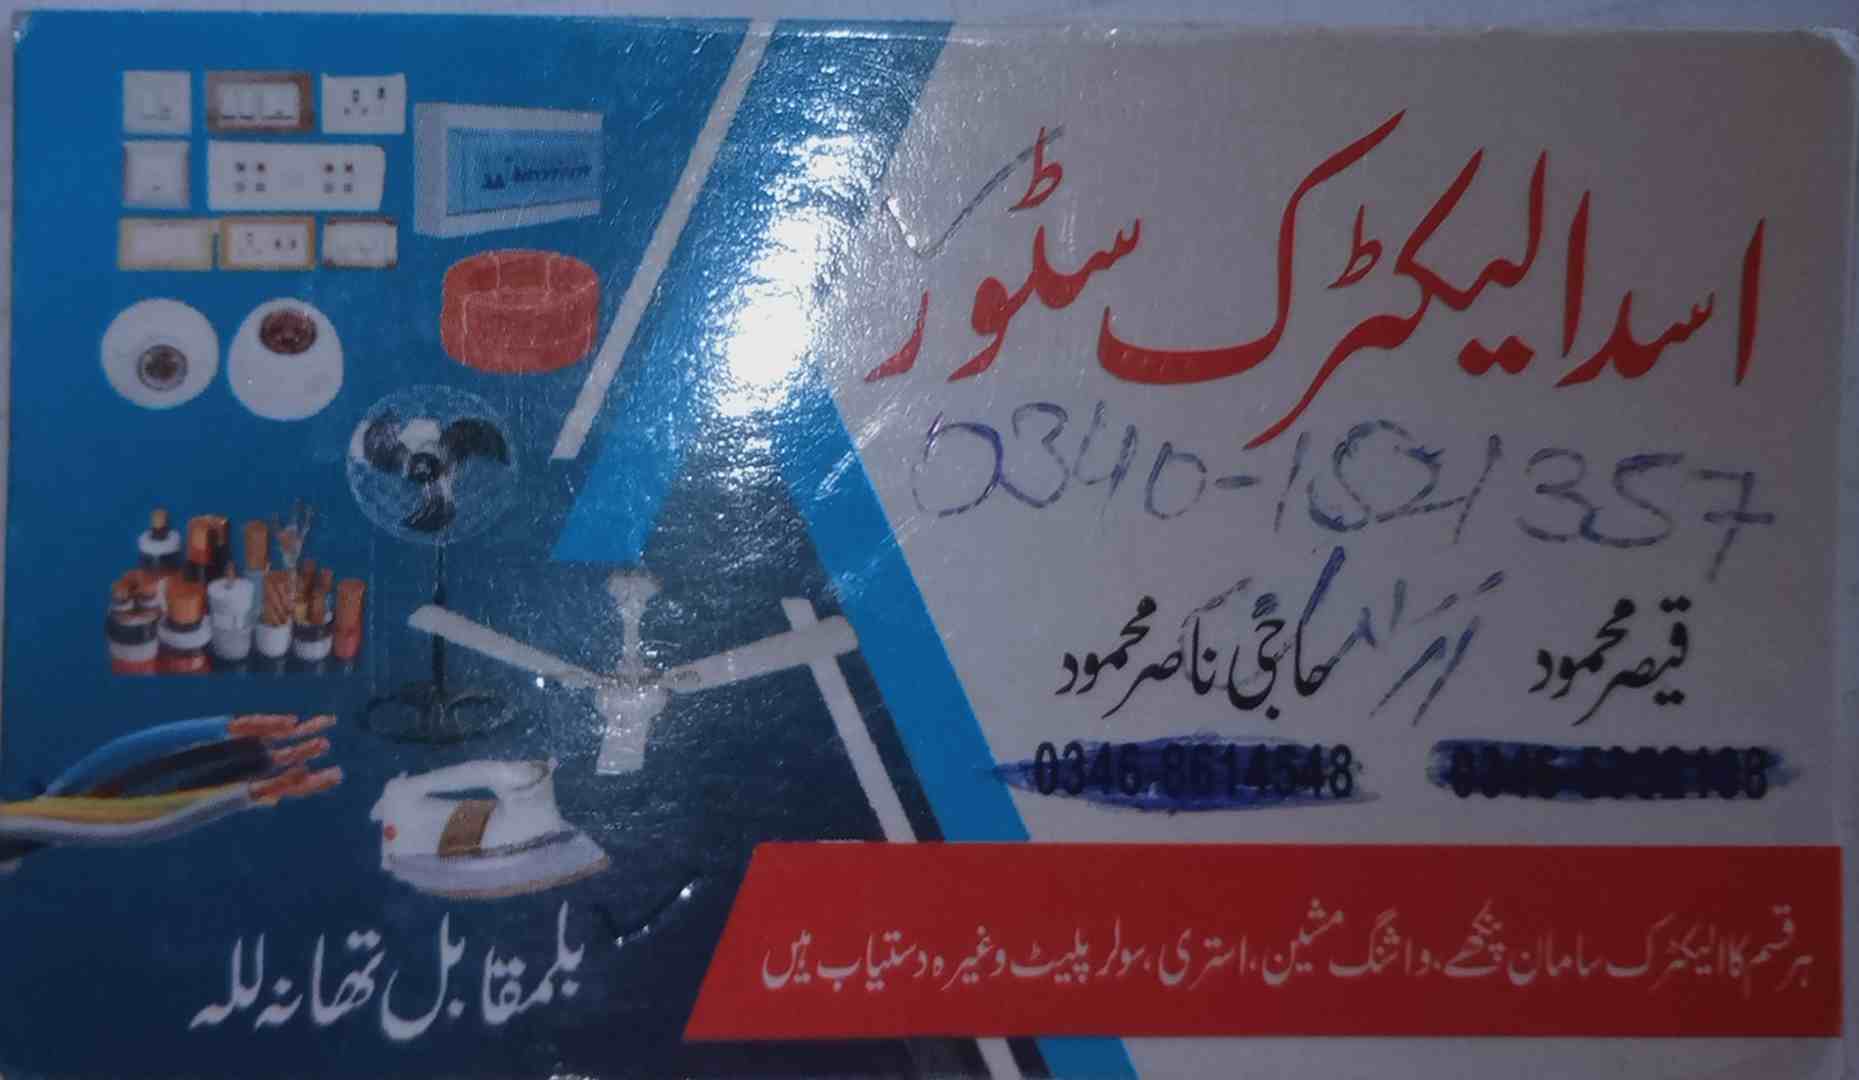 اسد الیکٹرک سٹور
0340-1521357
قیصر محمود
حاجی ناصر محمود
0346-8614548
ہر قسم کا الیکٹرک سامان پنکھے، واشنگ مشین، استری، سولر پلیٹ وغیرہ دستیاب ہیں
بلمقابل تھانہ للہ